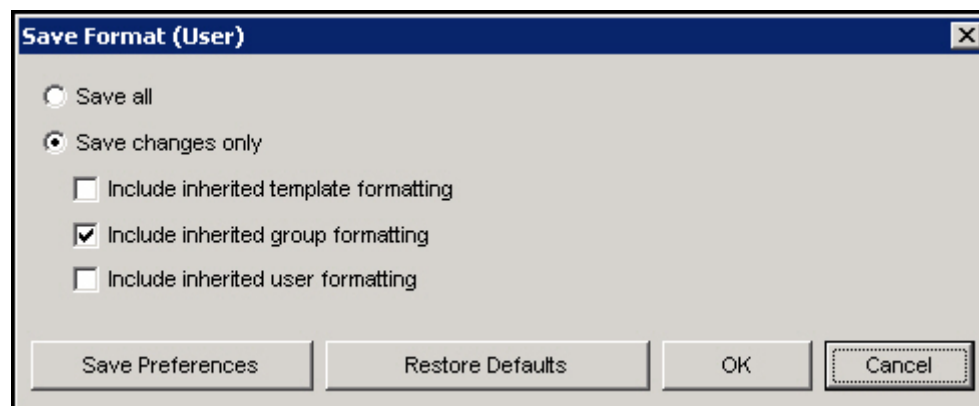 Save Format (User)
Save all
Save changes only
Include inherited template formatting
Include inherited group formatting
Include inherited user formatting
Save Preferences Restore Defaults OK Cancel